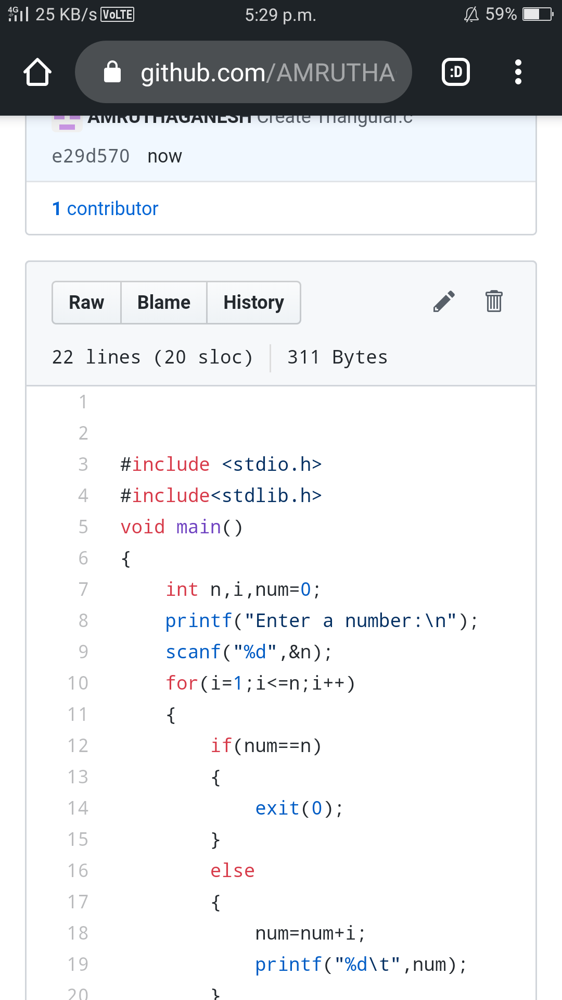 4G 25 KB/s VoLTE 5:29 p.m. 59%
github.com/AMRUTHA :D
AMRUTHAGANESH Create Triangular.c
e29d570 now
1 contributor
Raw Blame History
22 lines (20 sloc) 311 Bytes
1
2
3 #include <stdio.h>
4 #include<stdlib.h>
5 void main()
6 {
7 int n,i,num=0;
8 printf("Enter a number:\n");
9 scanf("%d",&n);
10 for(i=1;i<=n;i++)
11 {
12 if(num==n)
13 {
14 exit(0);
15 }
16 else
17 {
18 num=num+i;
19 printf("%d\t",num);
20 }